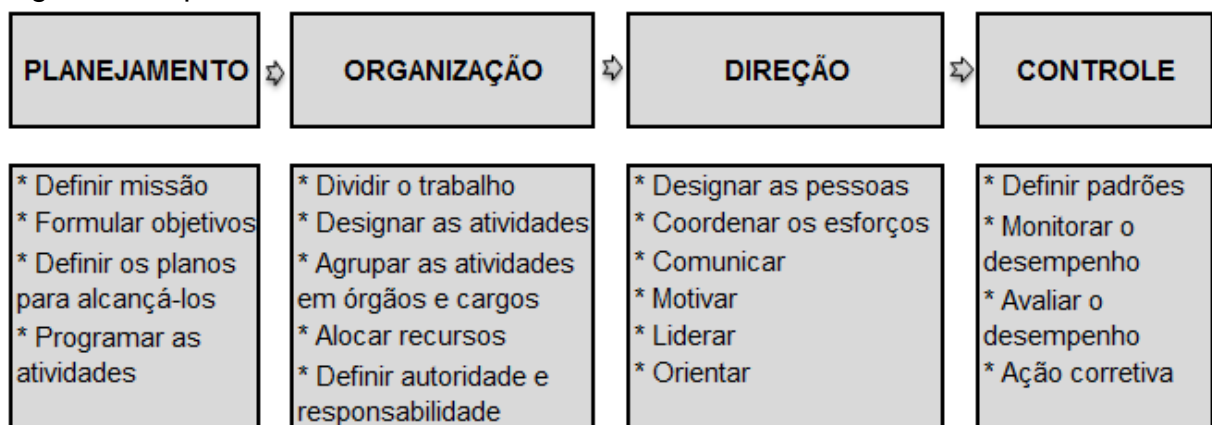 PLANEJAMENTO
ORGANIZAÇÃO
DIREÇÃO
CONTROLE
* Definir missão
* Formular objetivos
* Definir os planos
para alcançá-los
* Programar as
atividades
* Dividir o trabalho
* Designar as atividades
* Agrupar as atividades
em órgãos e cargos
* Alocar recursos
* Definir autoridade e
responsabilidade
* Designar as pessoas
* Coordenar os esforços
* Comunicar
* Motivar
* Liderar
* Orientar
* Definir padrões
* Monitorar o
desempenho
* Avaliar o
desempenho
* Ação corretiva